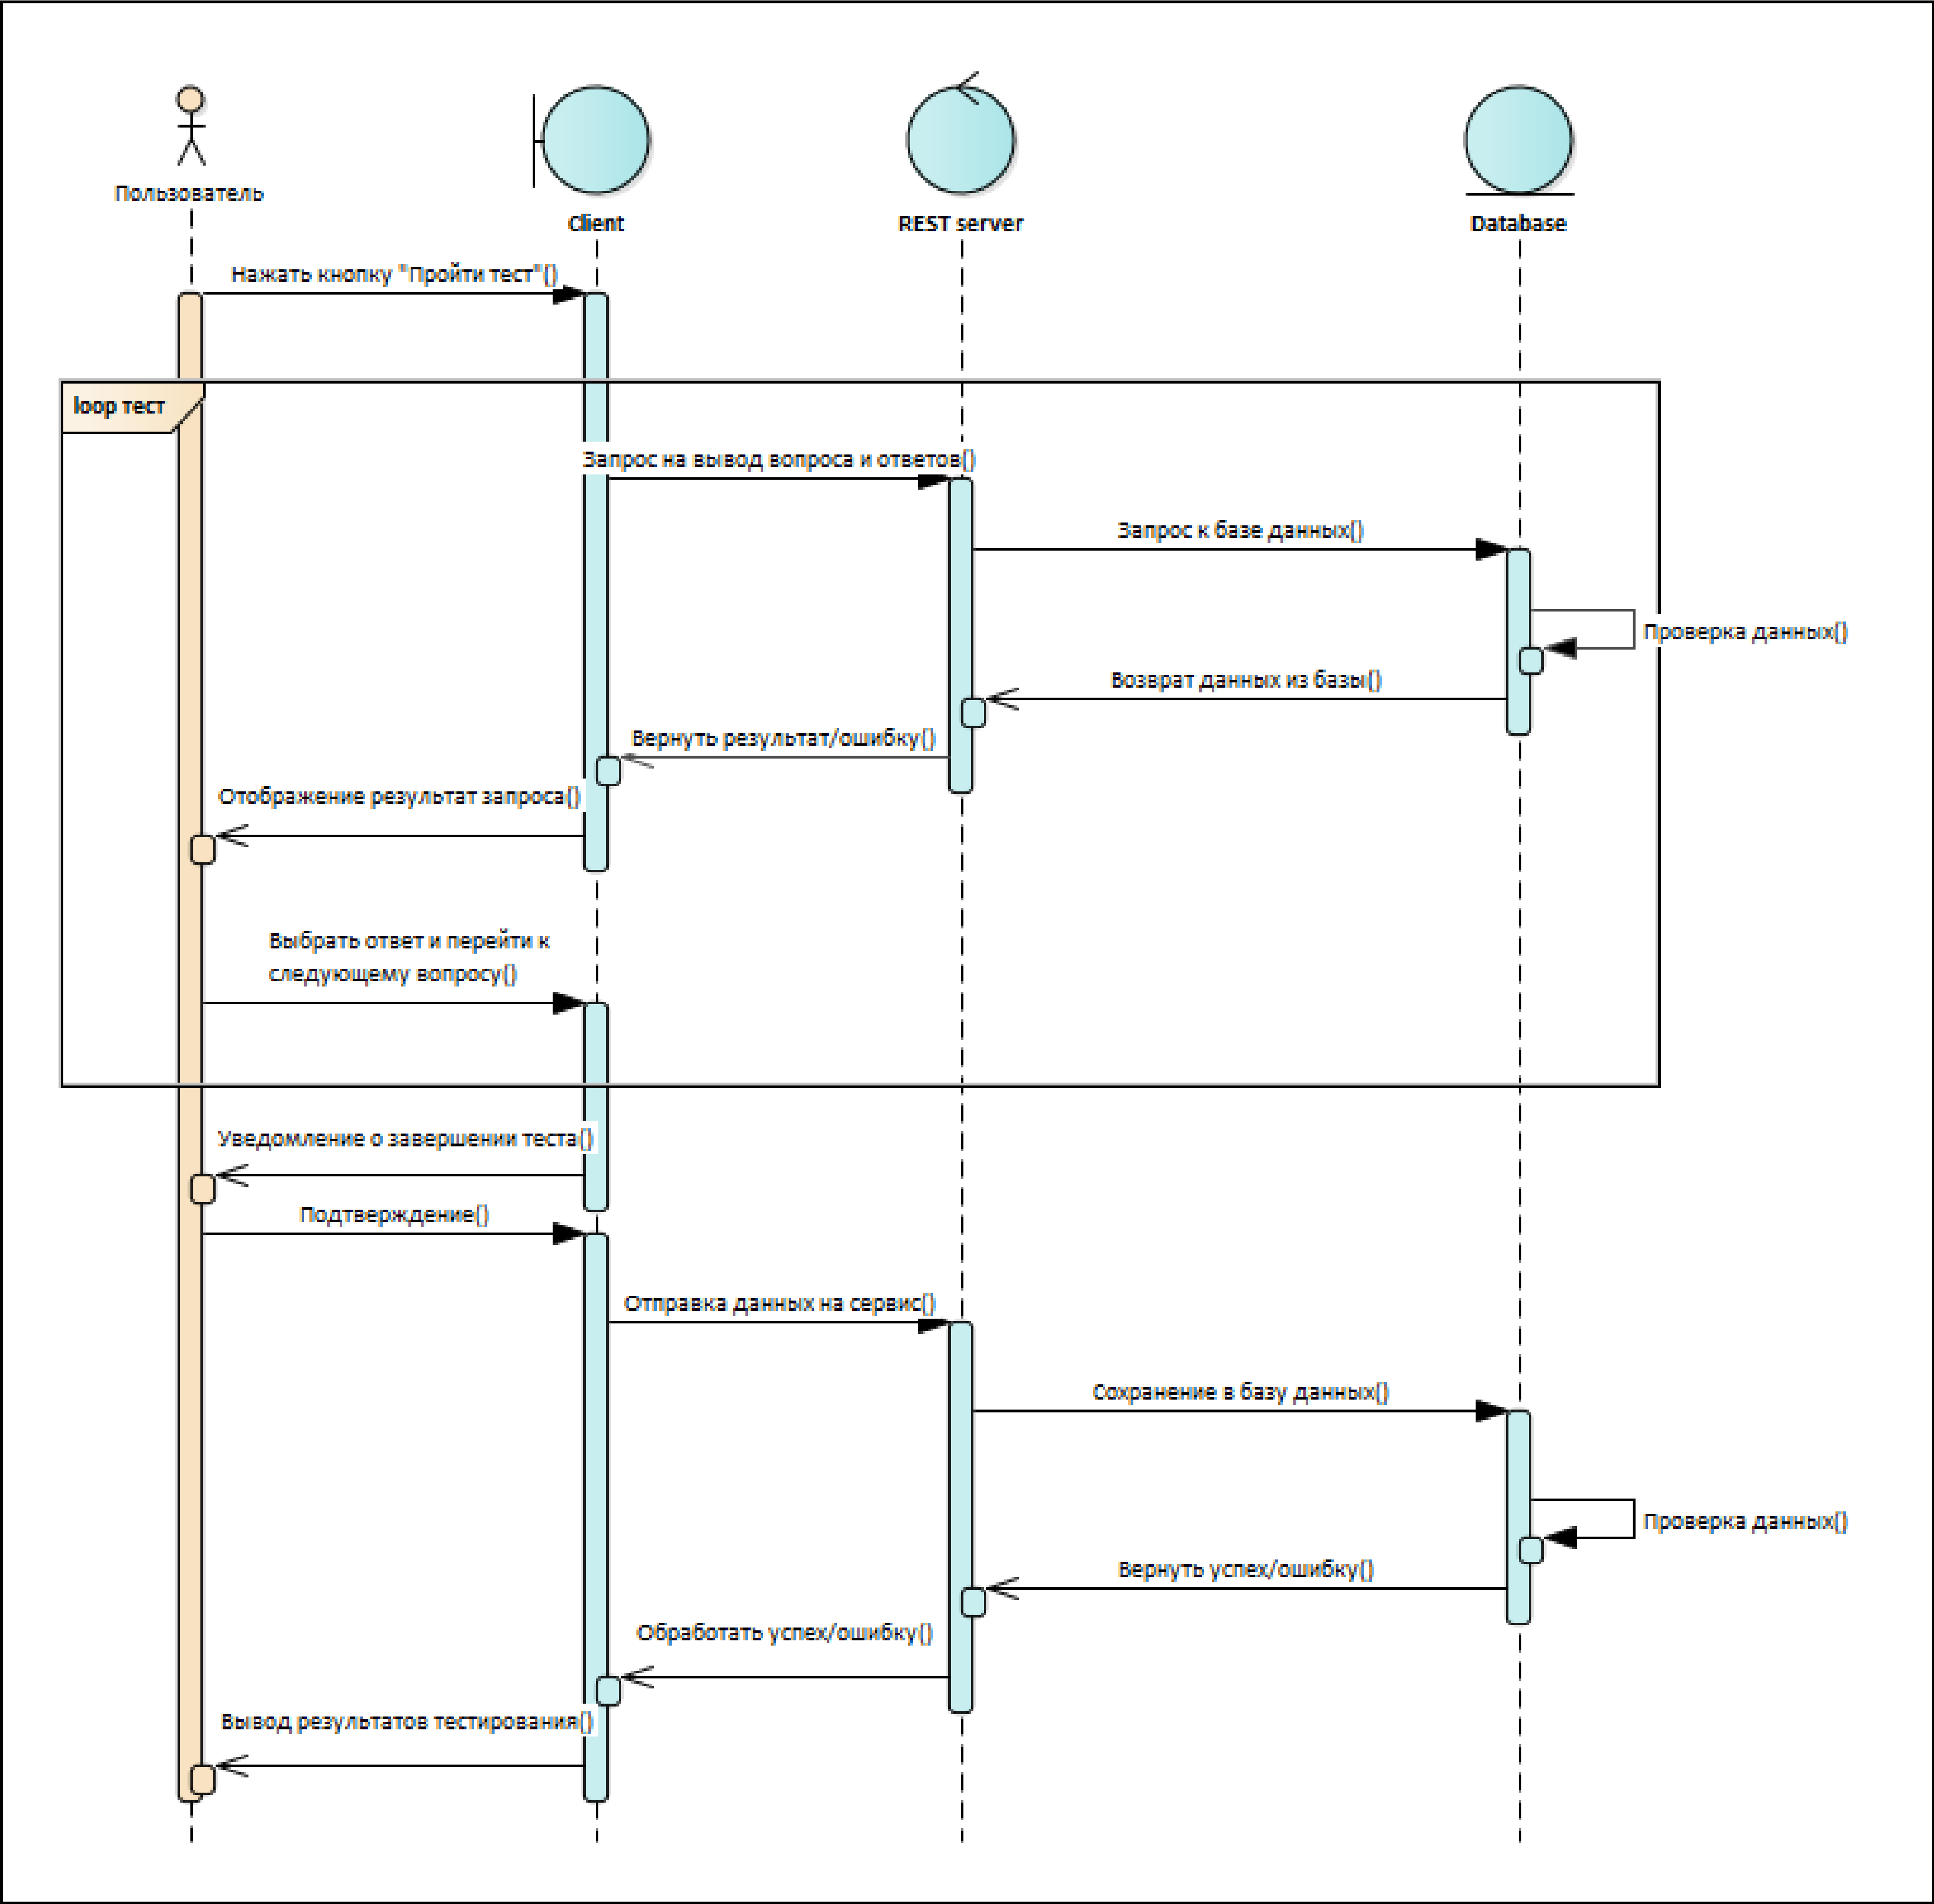 Пользователь
Client
REST server
Database
Нажать кнопку "Пройти тест"()
loop тест
Запрос на вывод вопроса и ответов()
Запрос к базе данных()
Проверка данных()
Возврат данных из базы()
Вернуть результат/ошибку()
Отображение результат запроса()
Выбрать ответ и перейти к
следующему вопросу()
Уведомление о завершении теста()
Подтверждение()
Отправка данных на сервис()
Сохранение в базу данных()
Проверка данных()
Вернуть успех/ошибку()
Обработать успех/ошибку()
Вывод результатов тестирования()